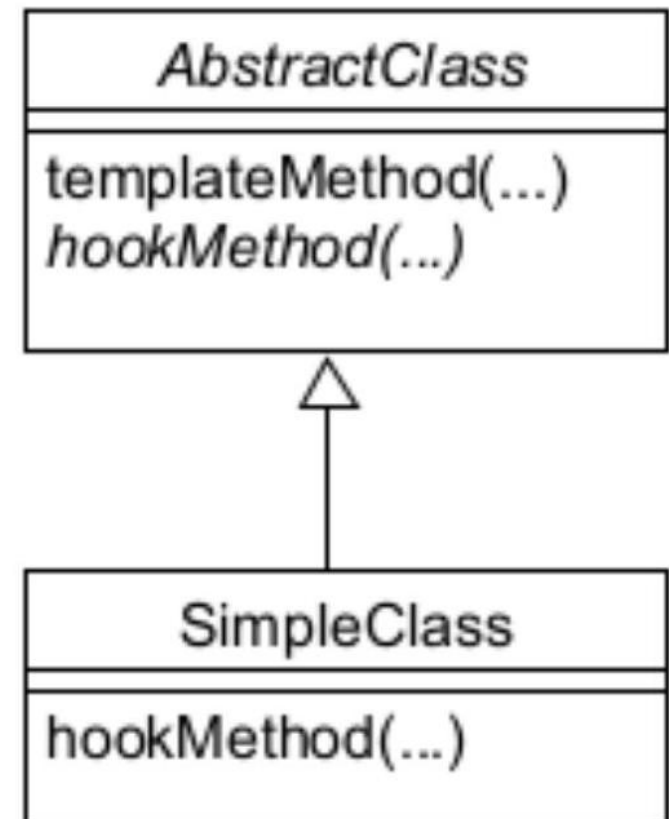 AbstractClass
templateMethod(...)
hookMethod(...)
SimpleClass
hookMethod(...)